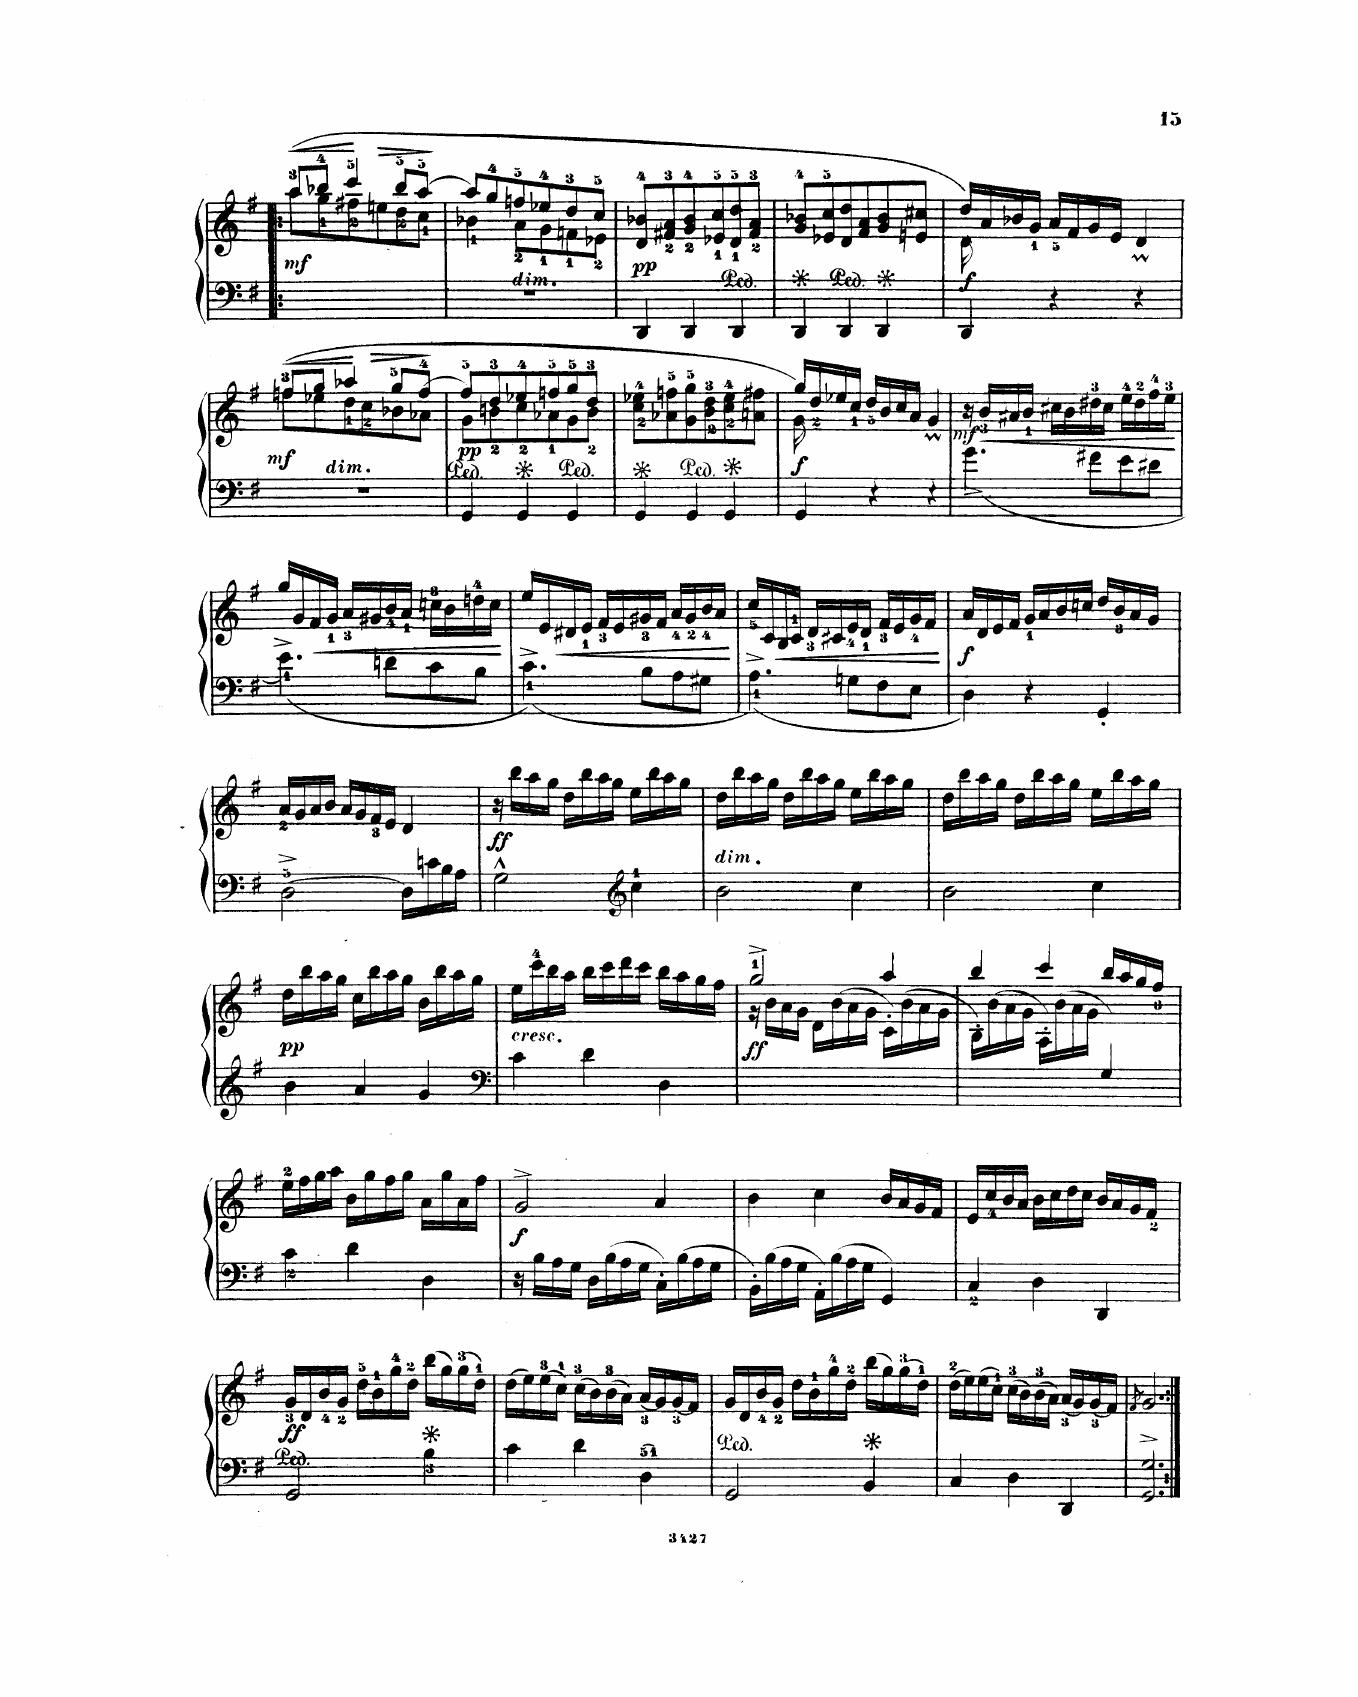 15
mf dim. pp Ped. * Ped. * f
mf dim. pp Ped. * Ped. * Ped. * f mf
f
ff dim.
pp cresc. ff
f
ff Ped. * Ped. *
3427